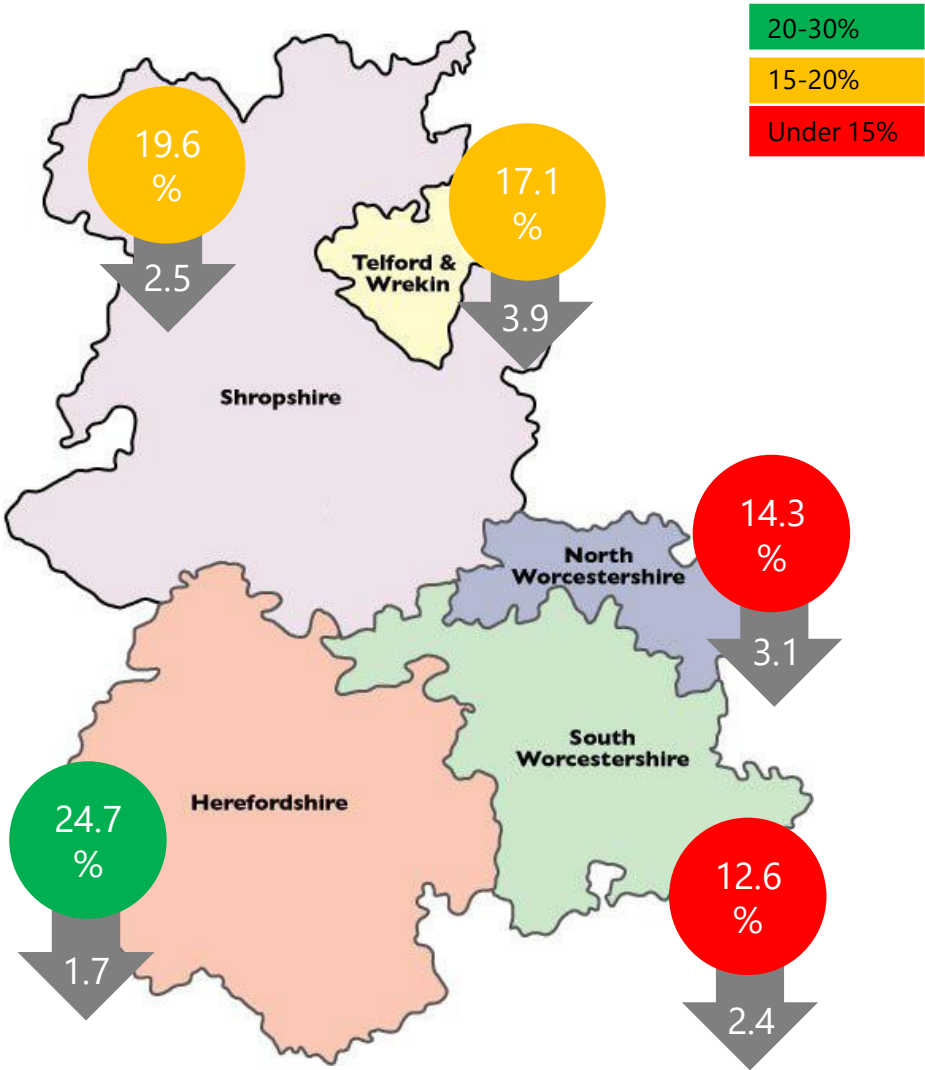 20-30%
15-20%
Under 15%
19.6
%
2.5
17.1
%
3.9
Telford &
Wrekin
Shropshire
14.3
%
3.1
North
Worcestershire
South
Worcestershire
Herefordshire
24.7
%
1.7
12.6
%
2.4